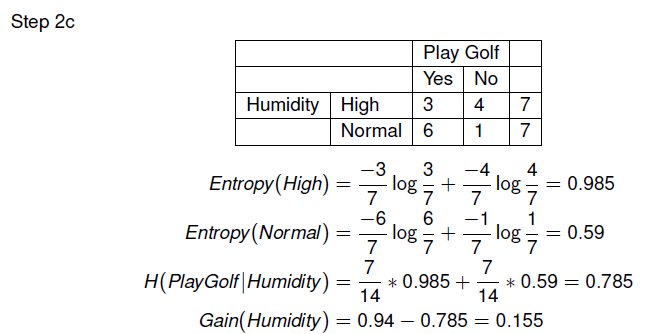 Step 2c
Play Golf
Yes No
Humidity High 3 4 7
Normal 6 1 7
Entropy(High) = −3/7 log 3/7 + −4/7 log 4/7 = 0.985
Entropy(Normal) = −6/7 log 6/7 + −1/7 log 1/7 = 0.59
H(PlayGolf|Humidity) = 7/14 ∗ 0.985 + 7/14 ∗ 0.59 = 0.785
Gain(Humidity) = 0.94 − 0.785 = 0.155